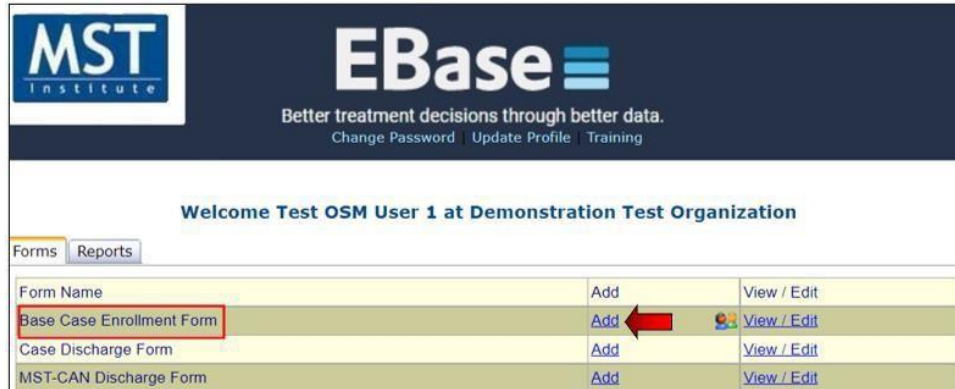 MST
Institute
EBase
Better treatment decisions through better data.
Change Password | Update Profile | Training
Welcome Test OSM User 1 at Demonstration Test Organization
Forms Reports
Form Name Add View / Edit
Base Case Enrollment Form Add View / Edit
Case Discharge Form Add View / Edit
MST-CAN Discharge Form Add View / Edit